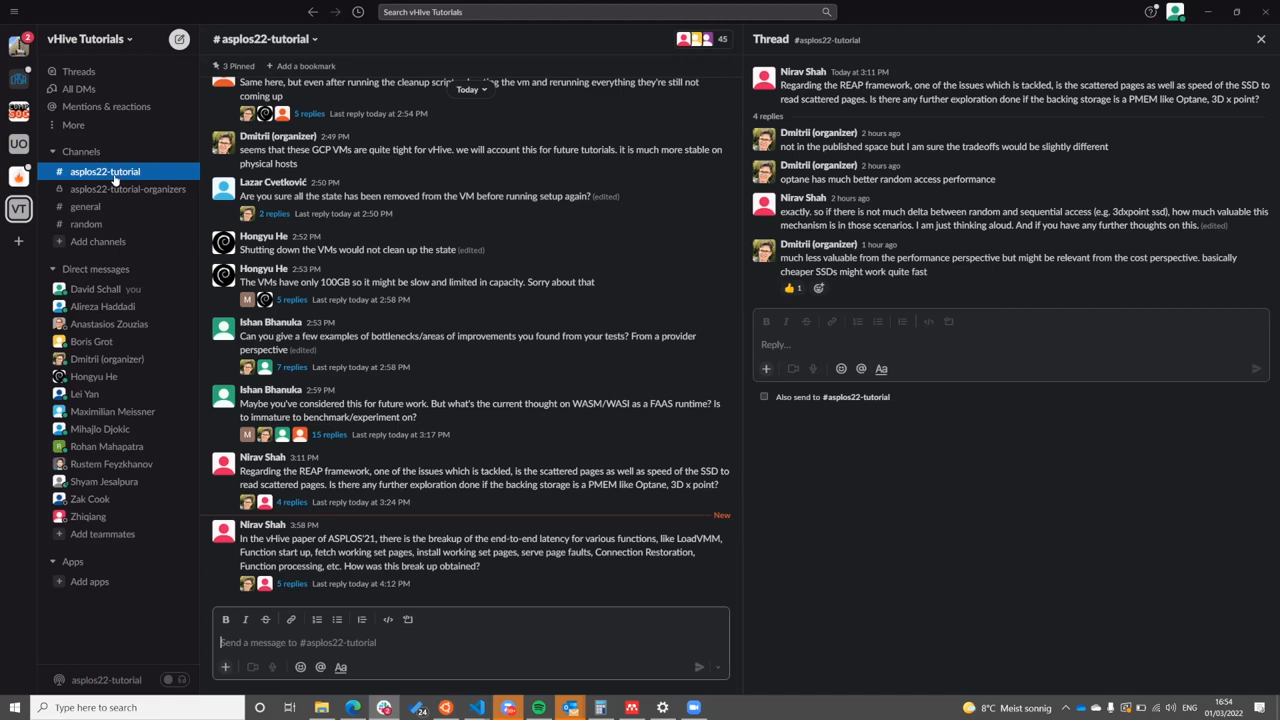 Search vHive Tutorials
2
UO
VT
vHive Tutorials
Threads
All DMs
Mentions & reactions
More
Channels
# asplos22-tutorial
asplos22-tutorial-organizers
# general
# random
+ Add channels
Direct messages
David Schall you
Alireza Haddadi
Anastasios Zouzias
Boris Grot
Dmitrii (organizer)
Hongyu He
Lei Yan
Maximilian Meissner
Mihajlo Djokic
Rohan Mahapatra
Rustem Feyzkhanov
Shyam Jesalpura
Zak Cook
Zhiqiang
+ Add teammates
Apps
+ Add apps
asplos22-tutorial
# asplos22-tutorial
45
3 Pinned + Add a bookmark
Today
not coming
and rerunning everything they're still not
up
5 replies Last reply today at 2:54 PM
Dmitrii (organizer) 2:49 PM
seems that these GCP VMs are quite tight for vHive. we will account this for future tutorials. it is much more stable on
physical hosts
Lazar Cvetković 2:50 PM
Are you sure all the state has been removed from the VM before running setup again? (edited)
2 replies Last reply today at 2:50 PM
Hongyu He 2:52 PM
Shutting down the VMs would not clean up the state (edited)
Hongyu He 2:53 PM
The VMs have only 100GB so it might be slow and limited in capacity. Sorry about that
M 5 replies Last reply today at 2:58 PM
Ishan Bhanuka 2:53 PM
Can you give a few examples of bottlenecks/areas of improvements you found from your tests? From a provider
perspective (edited)
7 replies Last reply today at 2:58 PM
Ishan Bhanuka 2:59 PM
Maybe you've considered this for future work. But what's the current thought on WASM/WASI as a FAAS runtime? Is
to immature to benchmark/experiment on?
M 15 replies Last reply today at 3:17 PM
Nirav Shah 3:11 PM
Regarding the REAP framework, one of the issues which is tackled, is the scattered pages as well as speed of the SSD to
read scattered pages. Is there any further exploration done if the backing storage is a PMEM like Optane, 3D x point?
4 replies Last reply today at 3:24 PM
New
Nirav Shah 3:58 PM
In the vHive paper of ASPLOS'21, there is the breakup of the end-to-end latency for various functions, like LoadVMM,
Function start up, fetch working set pages, install working set pages, serve page faults, Connection Restoration,
Function processing, etc. How was this break up obtained?
5 replies Last reply today at 4:12 PM
Send a message to #asplos22-tutorial
Thread #asplos22-tutorial
Nirav Shah Today at 3:11 PM
Regarding the REAP framework, one of the issues which is tackled, is the scattered pages as well as speed of the SSD to
read scattered pages. Is there any further exploration done if the backing storage is a PMEM like Optane, 3D x point?
4 replies
Dmitrii (organizer) 2 hours ago
not in the published space but I am sure the tradeoffs would be slightly different
Dmitrii (organizer) 2 hours ago
optane has much better random access performance
Nirav Shah 2 hours ago
exactly. so if there is not much delta between random and sequential access (e.g. 3dxpoint ssd), how much valuable this
mechanism is in those scenarios. I am just thinking aloud. And if you have any further thoughts on this. (edited)
Dmitrii (organizer) 1 hour ago
much less valuable from the performance perspective but might be relevant from the cost perspective. basically
cheaper SSDs might work quite fast
1
Reply...
Also send to #asplos22-tutorial
Type here to search
24
8°C Meist sonnig
ENG
16:54
01/03/2022